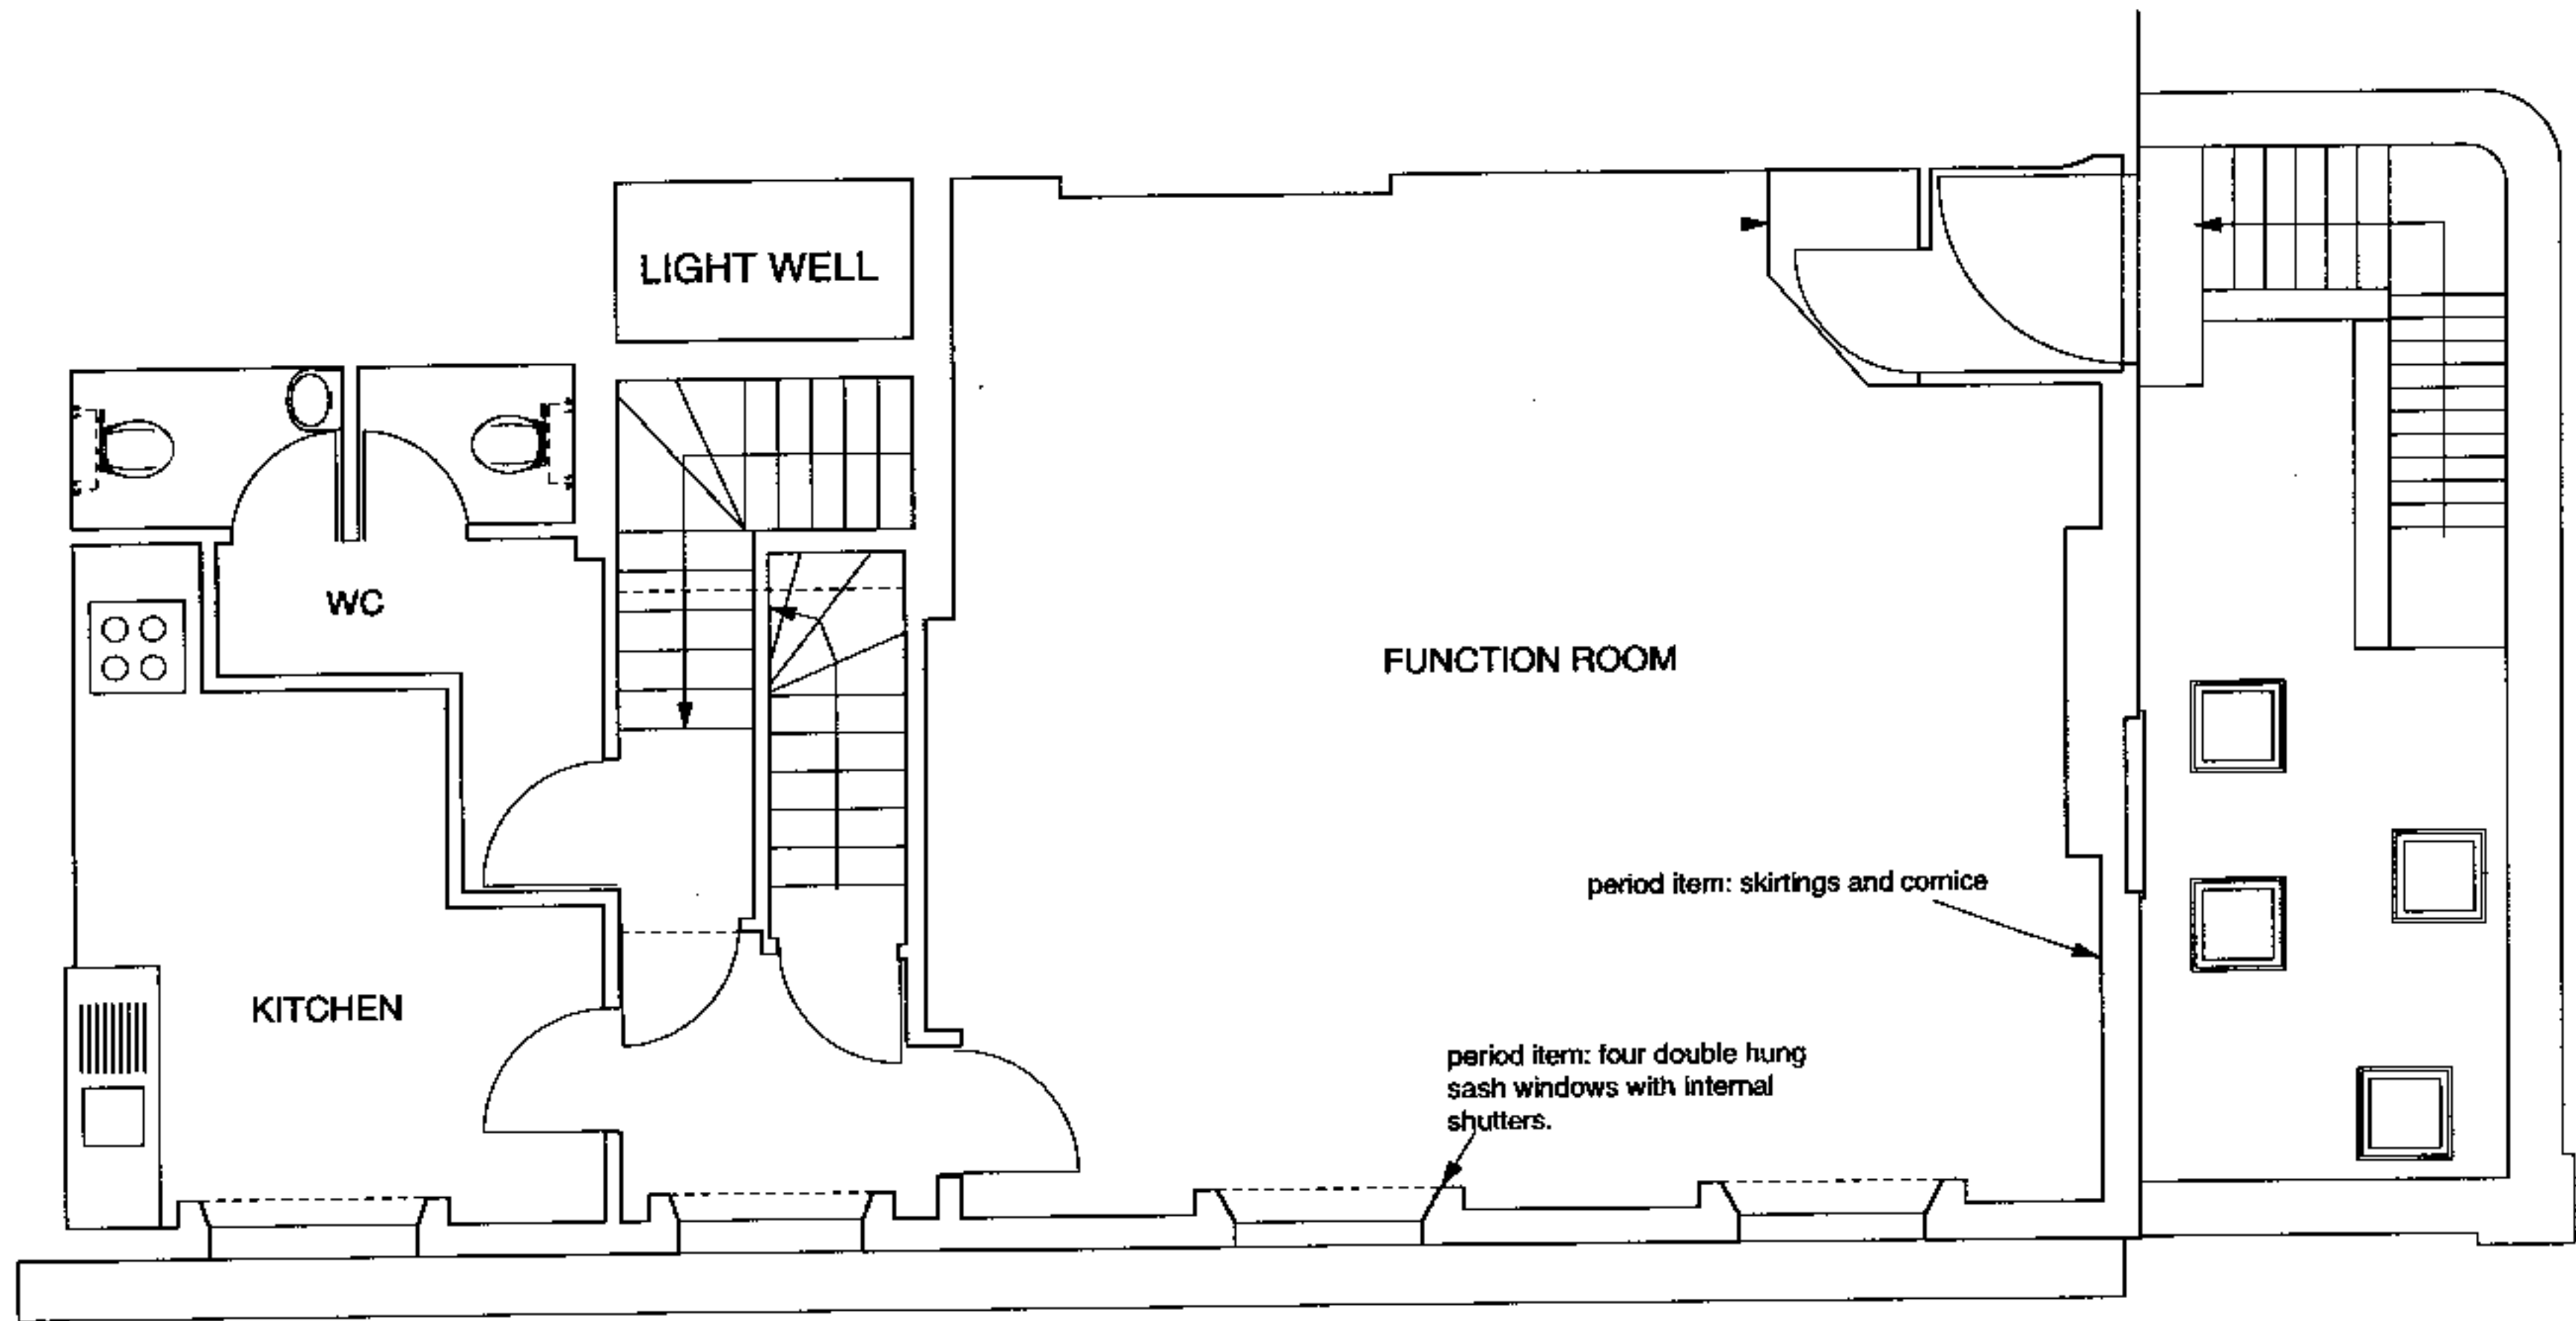 LIGHT WELL
WC
FUNCTION ROOM
period item: skirtings and cornice
KITCHEN
period item: four double hung
sash windows with internal
shutters.